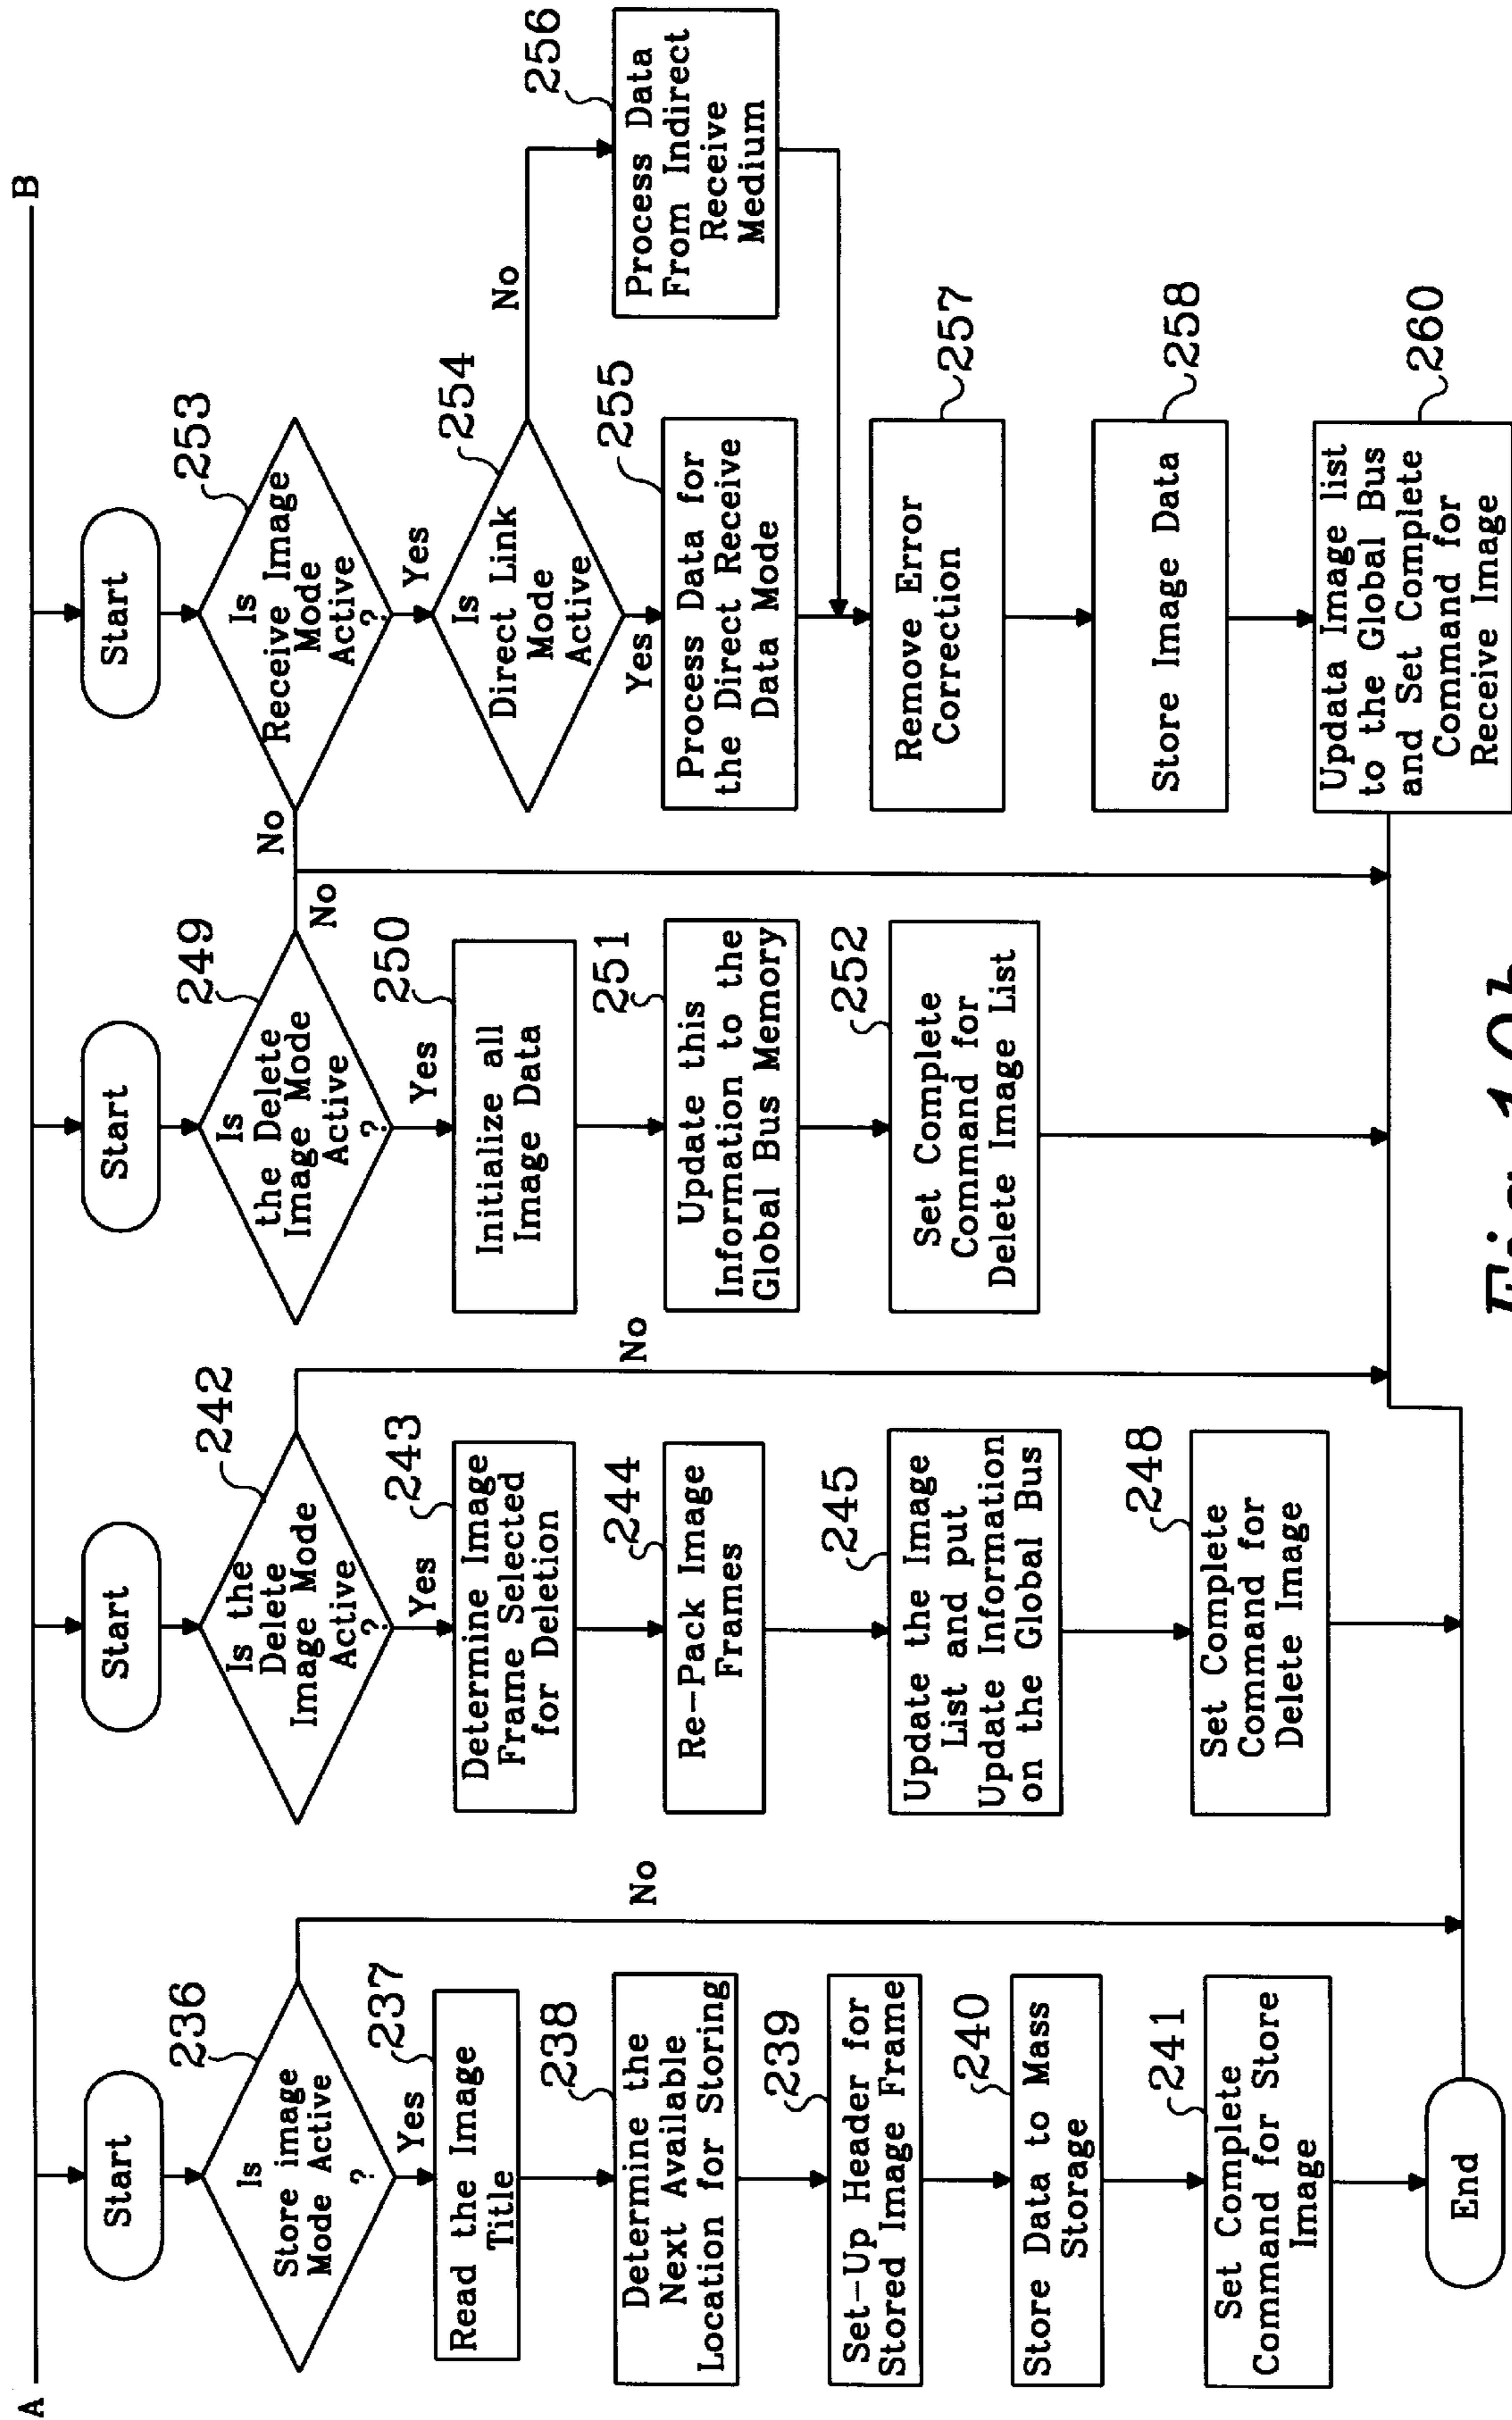 A
B
Start
236
Is
Store image
Mode Active
?
No
Yes
237
Read the Image
Title
238
Determine the
Next Available
Location for Storing
239
Set-Up Header for
Stored Image Frame
240
Store Data to Mass
Storage
241
Set Complete
Command for Store
Image
End
Start
242
Is the
Delete
Image Mode
Active
?
No
Yes
243
Determine Image
Frame Selected
for Deletion
244
Re-Pack Image
Frames
245
Update the Image
List and put
Update Information
on the Global Bus
248
Set Complete
Command for
Delete Image
Start
249
Is
the Delete
Image Mode
Active
?
No
Yes
250
Initialize all
Image Data
251
Update this
Information to the
Global Bus Memory
252
Set Complete
Command for
Delete Image List
Start
253
Is
Receive Image
Mode
Active
?
No
Yes
254
Is
Direct Link
Mode
Active
No
Yes
255
Process Data for
the Direct Receive
Data Mode
256
Process Data
From Indirect
Receive
Medium
257
Remove Error
Correction
258
Store Image Data
260
Updata Image list
to the Global Bus
and Set Complete
Command for
Receive Image